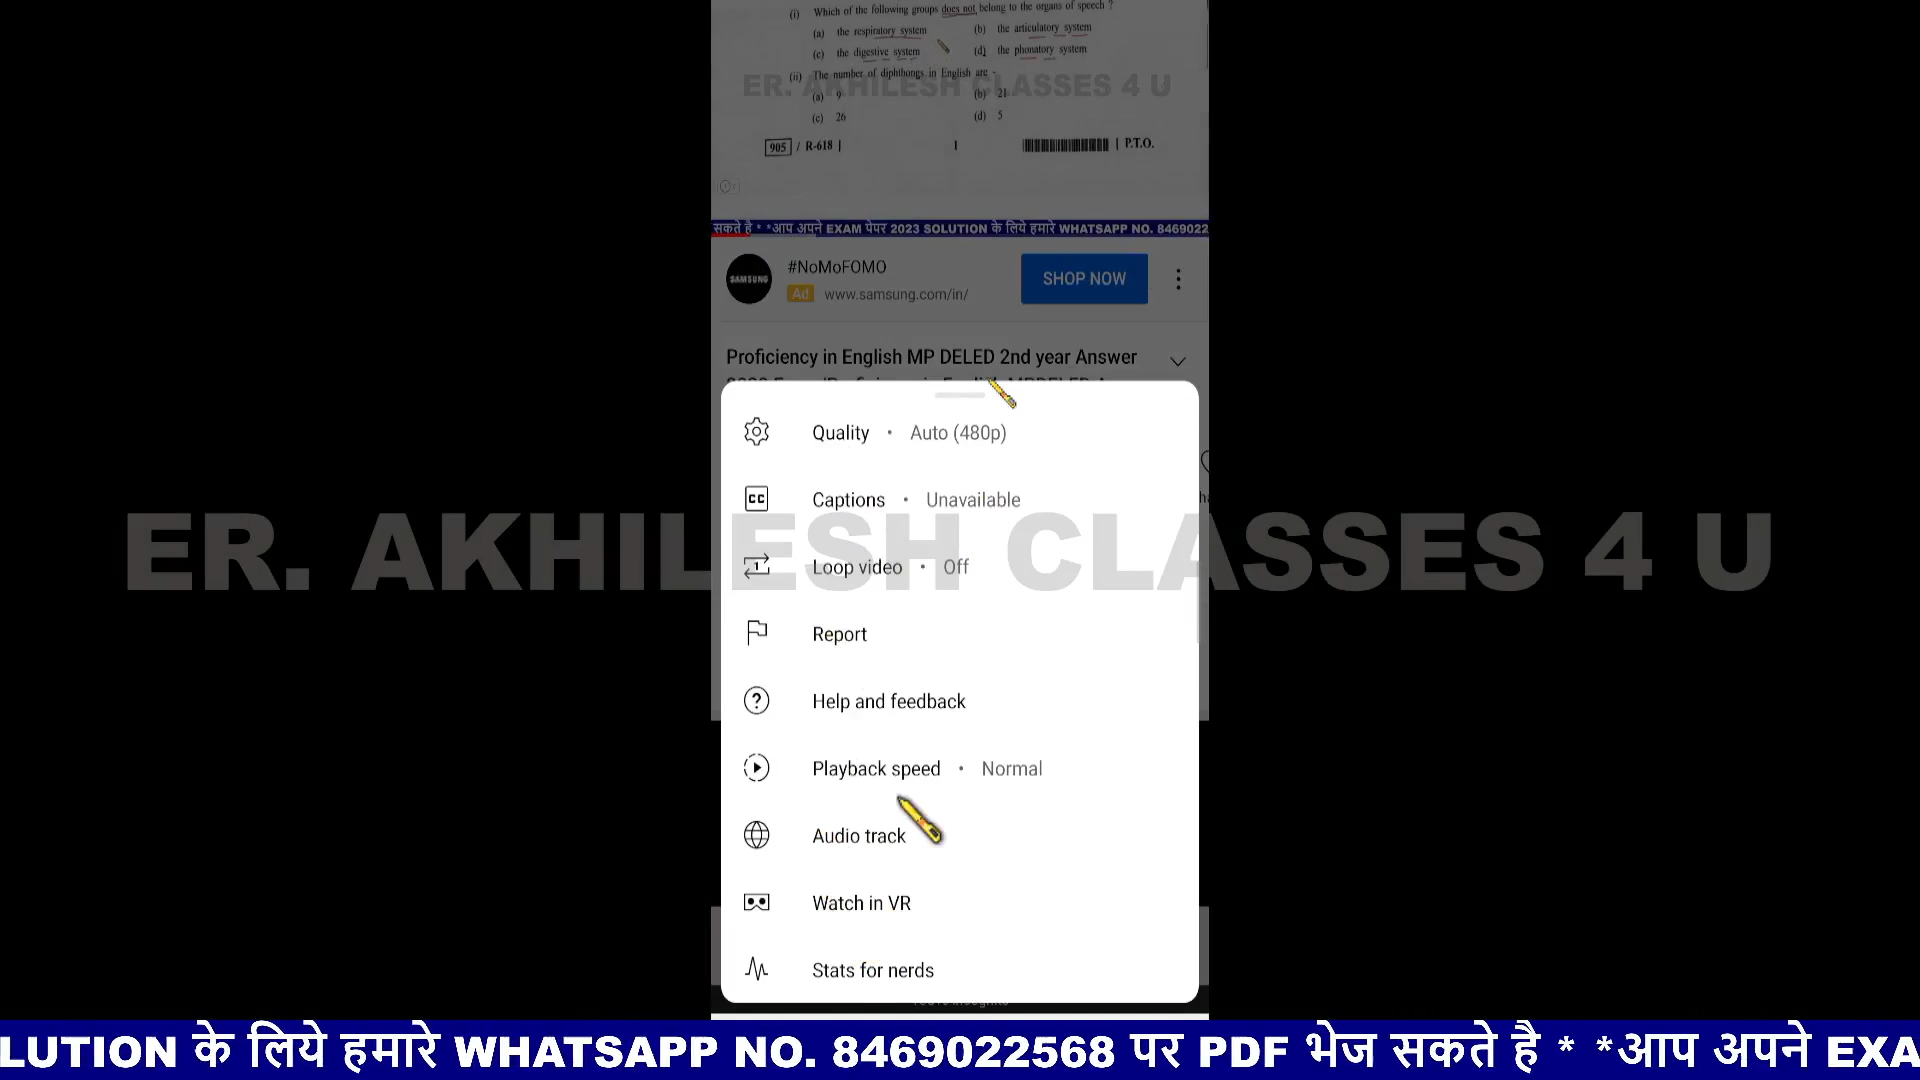 (i) Which of the following groups does not belong to the organs of speech ?
(a) the respiratory system (b) the articulatory system
(c) the digestive system (d) the phonatory system
(ii) The number of diphthongs in English are -
ER. AKHILESH CLASSES 4 U
(a) 9 (b) 21
(c) 26 (d) 5
905 / R-618 | 1 | P.T.O.
सकते है * *आप अपने EXAM पेपर 2023 SOLUTION के लिये हमारे WHATSAPP NO. 8469022
SAMSUNG
#NoMoFOMO
Ad www.samsung.com/in/
SHOP NOW
Proficiency in English MP DELED 2nd year Answer
Quality • Auto (480p)
CC Captions • Unavailable
ER. AKHILESH CLASSES 4 U
1 Loop video • Off
Report
? Help and feedback
Playback speed • Normal
Audio track
Watch in VR
Stats for nerds
LUTION के लिये हमारे WHATSAPP NO. 8469022568 पर PDF भेज सकते है * *आप अपने EXA